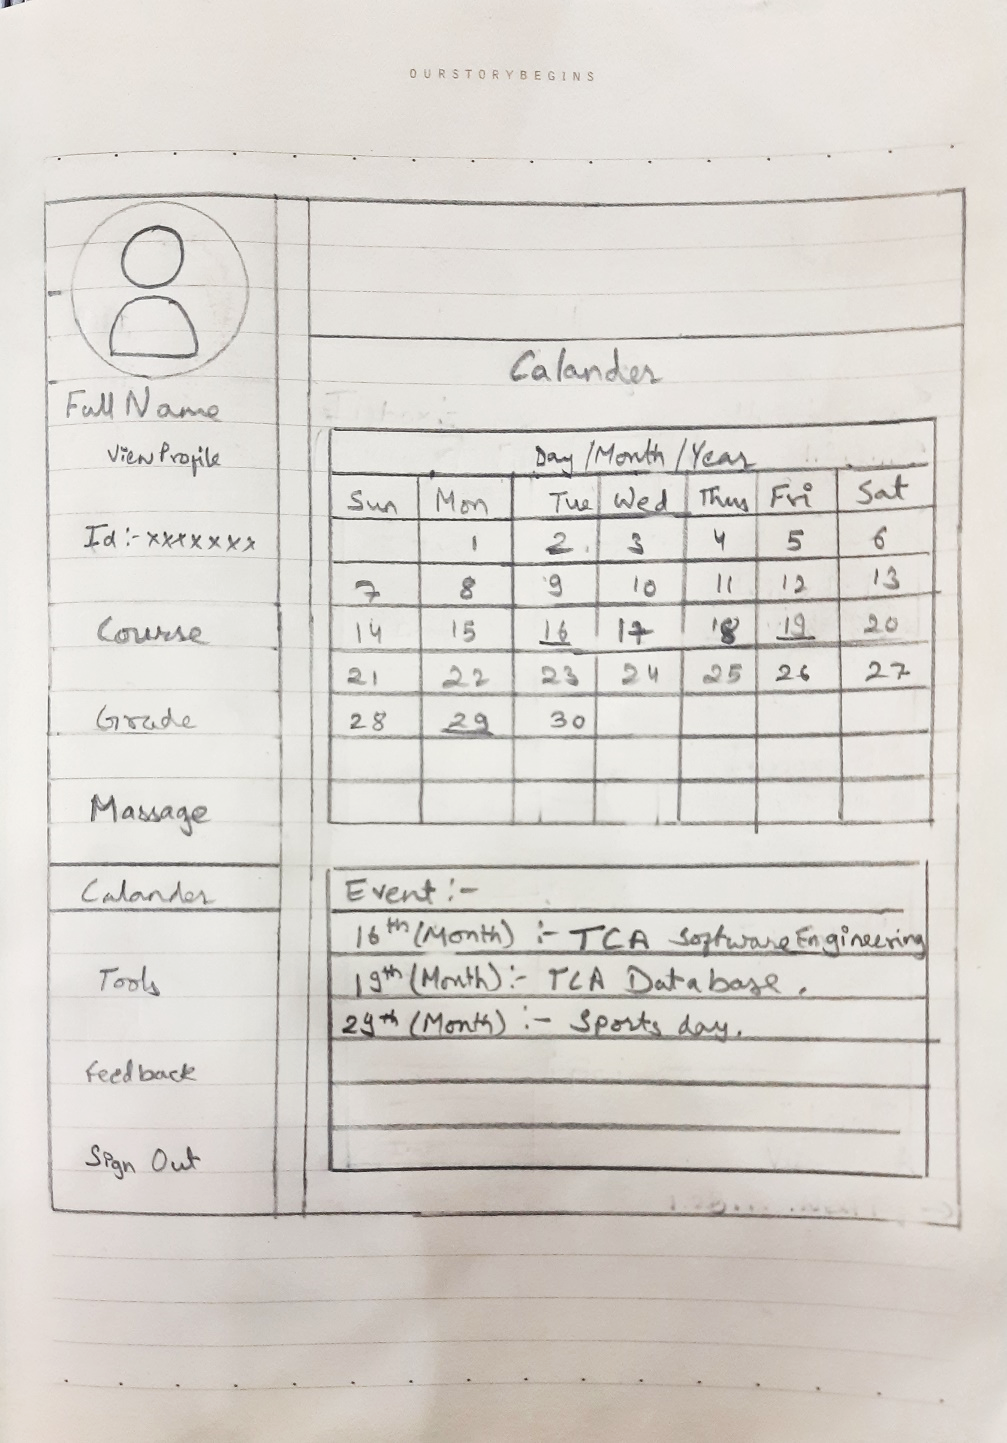 OURSTORYBEGINS
Full Name
View Profile
Id :- xxxxxxx
Course
Grade
Massage
Calander
Tools
Feedback
Sign Out
Calander
Day /Month /Year
Sun Mon Tue Wed Thus Fri Sat
1 2 3 4 5 6
7 8 9 10 11 12 13
14 15 16 17 18 19 20
21 22 23 24 25 26 27
28 29 30
Event :-
16th (Month) :- TCA Software Engineering
19th (Month) :- TCA Database.
29th (Month) :- Sports day.